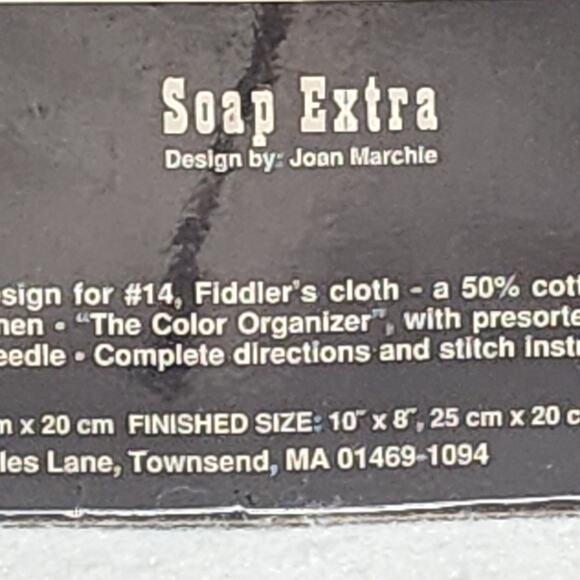 Soap Extra
Design by: Joan Marchie
sign for #14, Fiddler's cloth - a 50% cott
nen • "The Color Organizer", with presorte
eedle • Complete directions and stitch instr
m x 20 cm FINISHED SIZE: 10" x 8", 25 cm x 20 c
les Lane, Townsend, MA 01469-1094